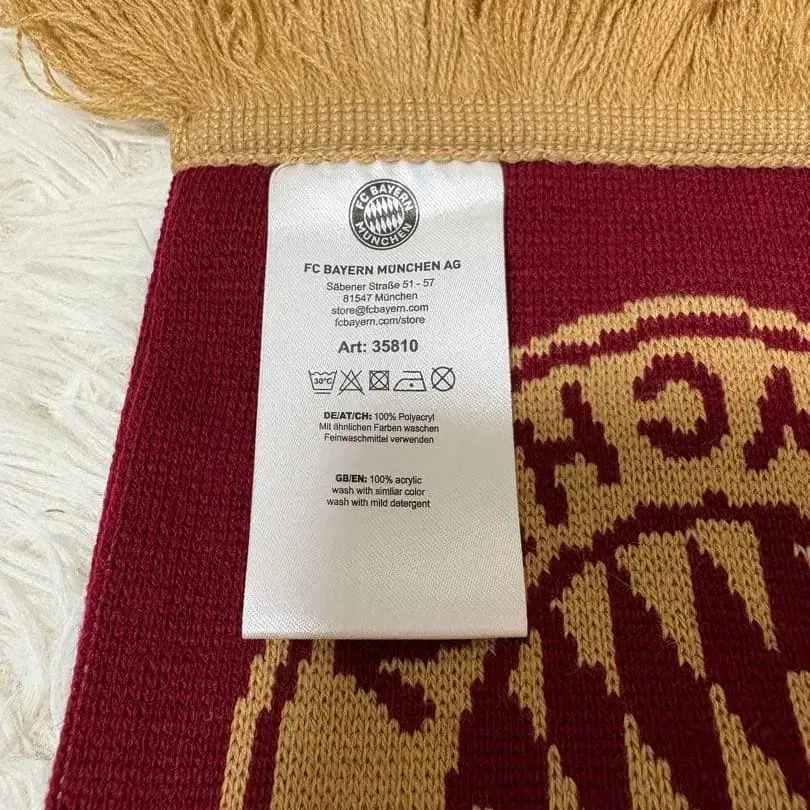 FC BAYERN
MÜNCHEN
FC BAYERN MÜNCHEN AG
Säbener Straße 51 - 57
81547 München
store@fcbayern.com
fcbayern.com/store
Art: 35810
30°C
DE/AT/CH: 100% Polyacryl
Mit ähnlichen Farben waschen
Feinwaschmittel verwenden
GB/EN: 100% acrylic
wash with similiar color
wash with mild detergent